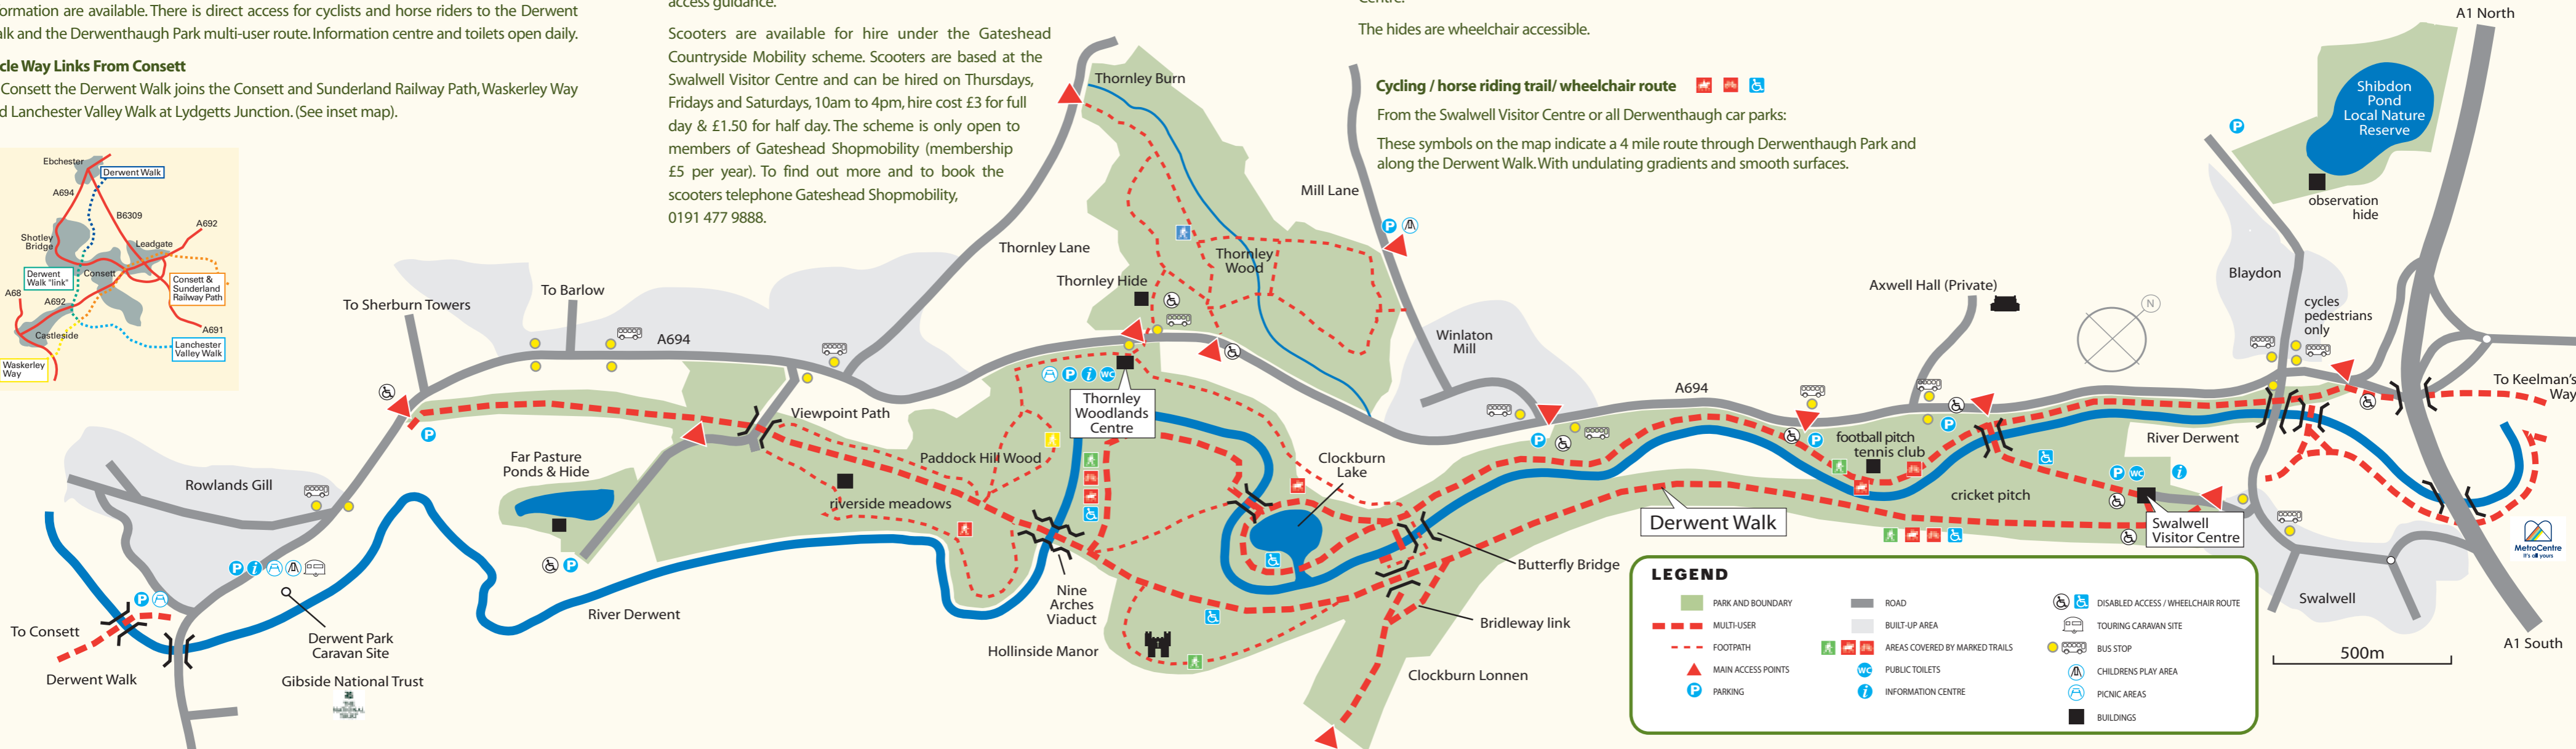 ormation are available. There is direct access for cyclists and horse riders to the Derwent
alk and the Derwenthaugh Park multi-user route. Information centre and toilets open daily.
cle Way Links From Consett
Consett the Derwent Walk joins the Consett and Sunderland Railway Path, Waskerley Way
d Lanchester Valley Walk at Lydgetts Junction. (See inset map).
access guidance.
Scooters are available for hire under the Gateshead
Countryside Mobility scheme. Scooters are based at the
Swalwell Visitor Centre and can be hired on Thursdays,
Fridays and Saturdays, 10am to 4pm, hire cost £3 for full
day & £1.50 for half day. The scheme is only open to
members of Gateshead Shopmobility (membership
£5 per year). To find out more and to book the
scooters telephone Gateshead Shopmobility,
0191 477 9888.
Centre.
The hides are wheelchair accessible.
Cycling / horse riding trail/ wheelchair route
From the Swalwell Visitor Centre or all Derwenthaugh car parks:
These symbols on the map indicate a 4 mile route through Derwenthaugh Park and
along the Derwent Walk. With undulating gradients and smooth surfaces.
Ebchester
Derwent Walk
A694
B6309
A692
Shotley
Bridge
Leadgate
Derwent
Walk "link"
Consett
Consett &
Sunderland
Railway Path
A68
A692
A691
Castleside
Lanchester
Valley Walk
Waskerley
Way
A1 North
Thornley Burn
Shibdon
Pond
Local Nature
Reserve
P
observation
hide
Mill Lane
P
Thornley Lane
Thornley
Wood
Thornley Hide
Blaydon
Axwell Hall (Private)
N
cycles
pedestrians
only
To Sherburn Towers
To Barlow
A694
Winlaton
Mill
P i WC
Thornley
Woodlands
Centre
A694
To Keelman's
Way
Viewpoint Path
P
P
P
P
football pitch
tennis club
River Derwent
Far Pasture
Ponds & Hide
Paddock Hill Wood
Clockburn
Lake
P WC i
Rowlands Gill
riverside meadows
cricket pitch
Derwent Walk
Swalwell
Visitor Centre
MetroCentre
it's all yours
P i
P
P
Butterfly Bridge
Nine
Arches
Viaduct
River Derwent
Swalwell
To Consett
Derwent Park
Caravan Site
Bridleway link
Hollinside Manor
A1 South
500m
Derwent Walk
Gibside National Trust
THE
NATIONAL
TRUST
Clockburn Lonnen
LEGEND
PARK AND BOUNDARY
MULTI-USER
FOOTPATH
MAIN ACCESS POINTS
P PARKING
ROAD
BUILT-UP AREA
AREAS COVERED BY MARKED TRAILS
WC PUBLIC TOILETS
i INFORMATION CENTRE
DISABLED ACCESS / WHEELCHAIR ROUTE
TOURING CARAVAN SITE
BUS STOP
CHILDRENS PLAY AREA
PICNIC AREAS
BUILDINGS